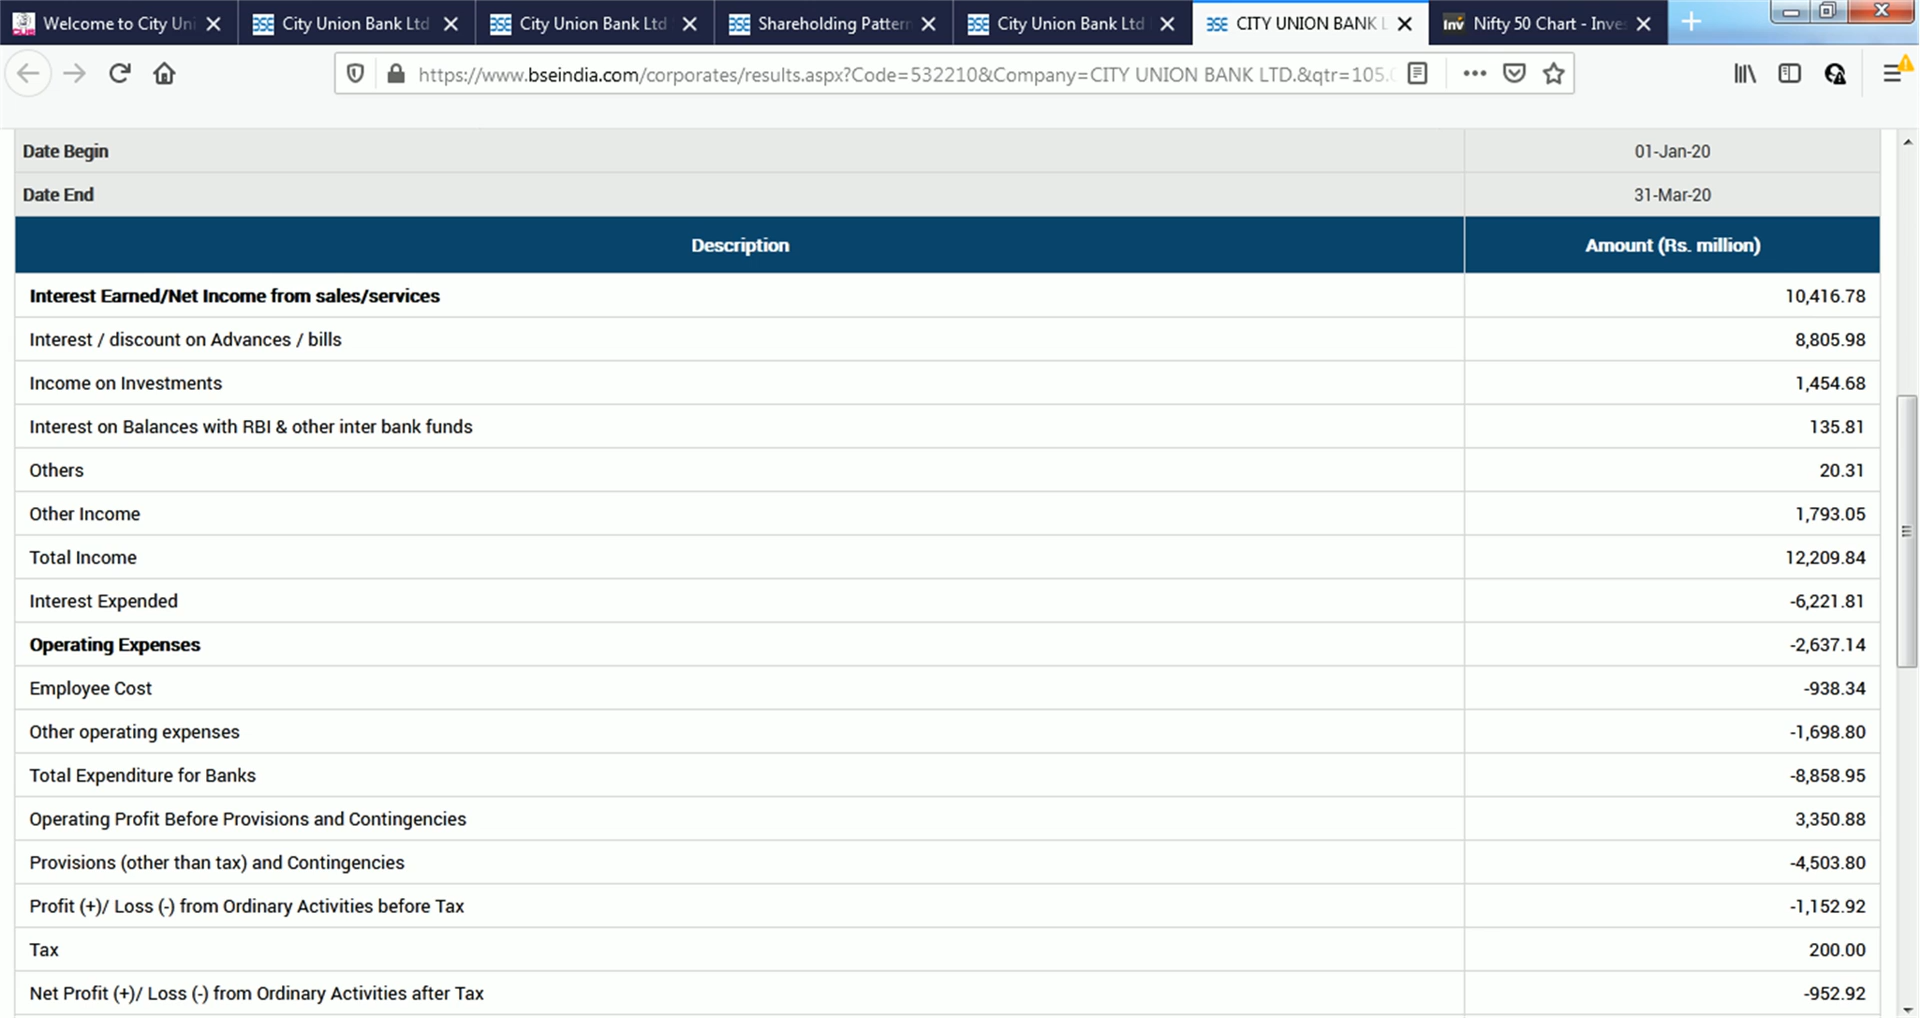 Welcome to City Uni
City Union Bank Ltd
City Union Bank Ltd
Shareholding Pattern
City Union Bank Ltd
CITY UNION BANK L
Nifty 50 Chart - Inves
https://www.bseindia.com/corporates/results.aspx?Code=532210&Company=CITY UNION BANK LTD.&qtr=105.0
Date Begin 01-Jan-20
Date End 31-Mar-20
Description Amount (Rs. million)
Interest Earned/Net Income from sales/services 10,416.78
Interest / discount on Advances / bills 8,805.98
Income on Investments 1,454.68
Interest on Balances with RBI & other inter bank funds 135.81
Others 20.31
Other Income 1,793.05
Total Income 12,209.84
Interest Expended -6,221.81
Operating Expenses -2,637.14
Employee Cost -938.34
Other operating expenses -1,698.80
Total Expenditure for Banks -8,858.95
Operating Profit Before Provisions and Contingencies 3,350.88
Provisions (other than tax) and Contingencies -4,503.80
Profit (+)/ Loss (-) from Ordinary Activities before Tax -1,152.92
Tax 200.00
Net Profit (+)/ Loss (-) from Ordinary Activities after Tax -952.92